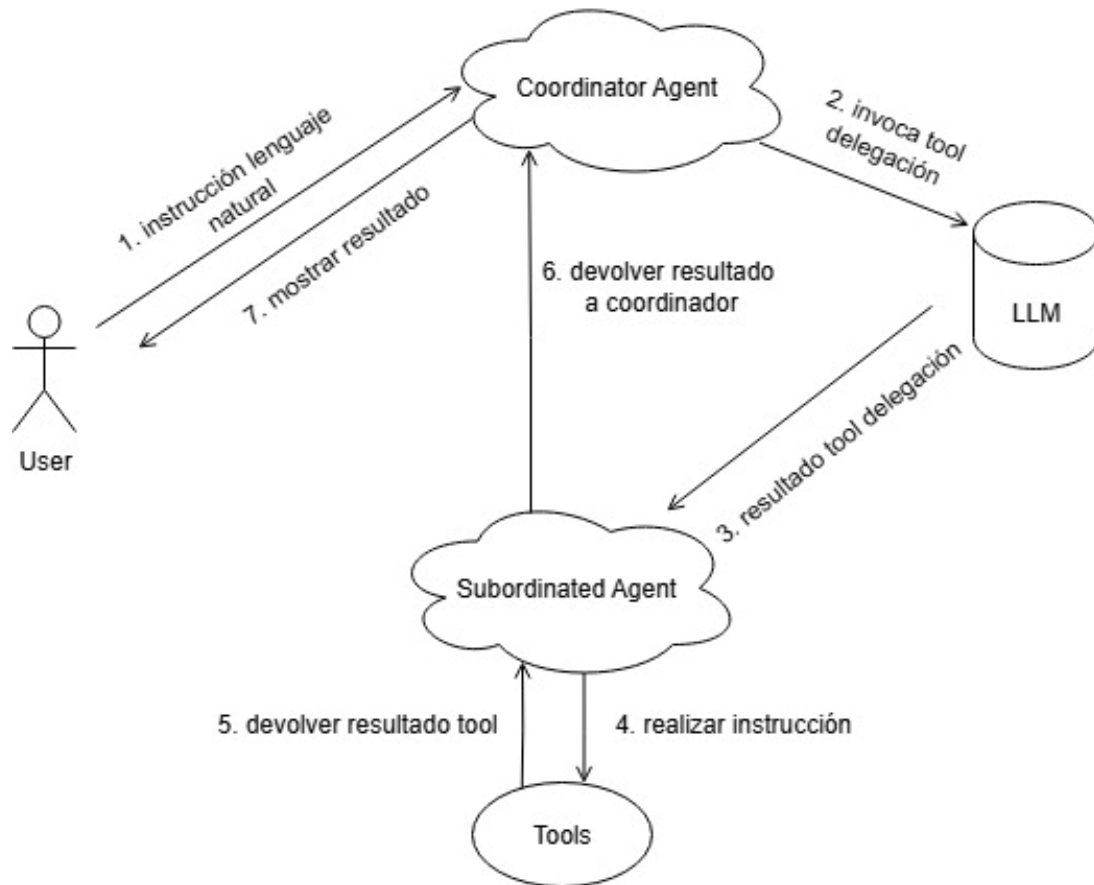 Coordinator Agent
2. invoca tool
delegación
1. instrucción lenguaje
natural
7. mostrar resultado
6. devolver resultado
a coordinador
LLM
User
3. resultado tool delegación
Subordinated Agent
5. devolver resultado tool
4. realizar instrucción
Tools